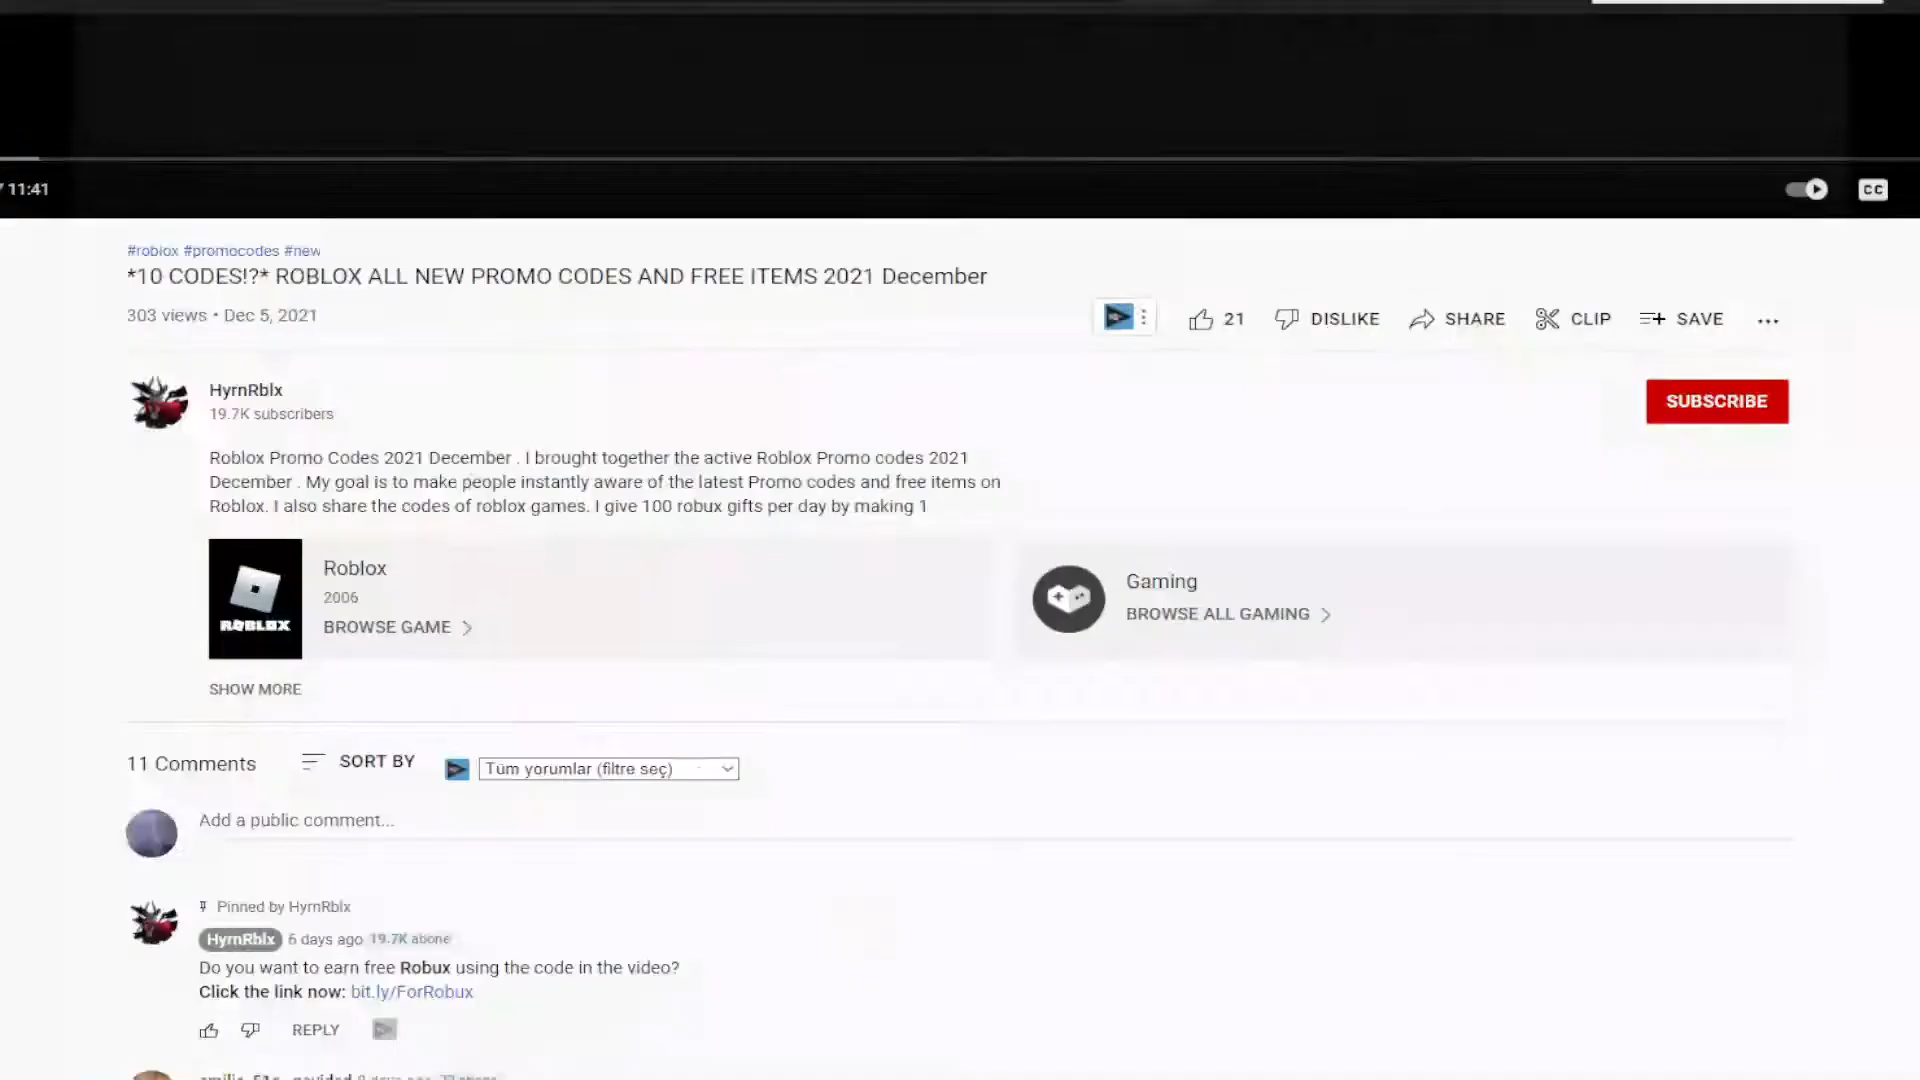 11:41
CC
#roblox #promocodes #new
*10 CODES!?* ROBLOX ALL NEW PROMO CODES AND FREE ITEMS 2021 December
303 views • Dec 5, 2021
21
DISLIKE
SHARE
CLIP
SAVE
HyrnRblx
19.7K subscribers
SUBSCRIBE
Roblox Promo Codes 2021 December . I brought together the active Roblox Promo codes 2021
December . My goal is to make people instantly aware of the latest Promo codes and free items on
Roblox. I also share the codes of roblox games. I give 100 robux gifts per day by making 1
ROBLOX
Roblox
2006
BROWSE GAME
Gaming
BROWSE ALL GAMING
SHOW MORE
11 Comments
SORT BY
Tüm yorumlar (filtre seç)
Add a public comment...
Pinned by HyrnRblx
HyrnRblx 6 days ago 19.7K abone
Do you want to earn free Robux using the code in the video?
Click the link now: bit.ly/ForRobux
REPLY